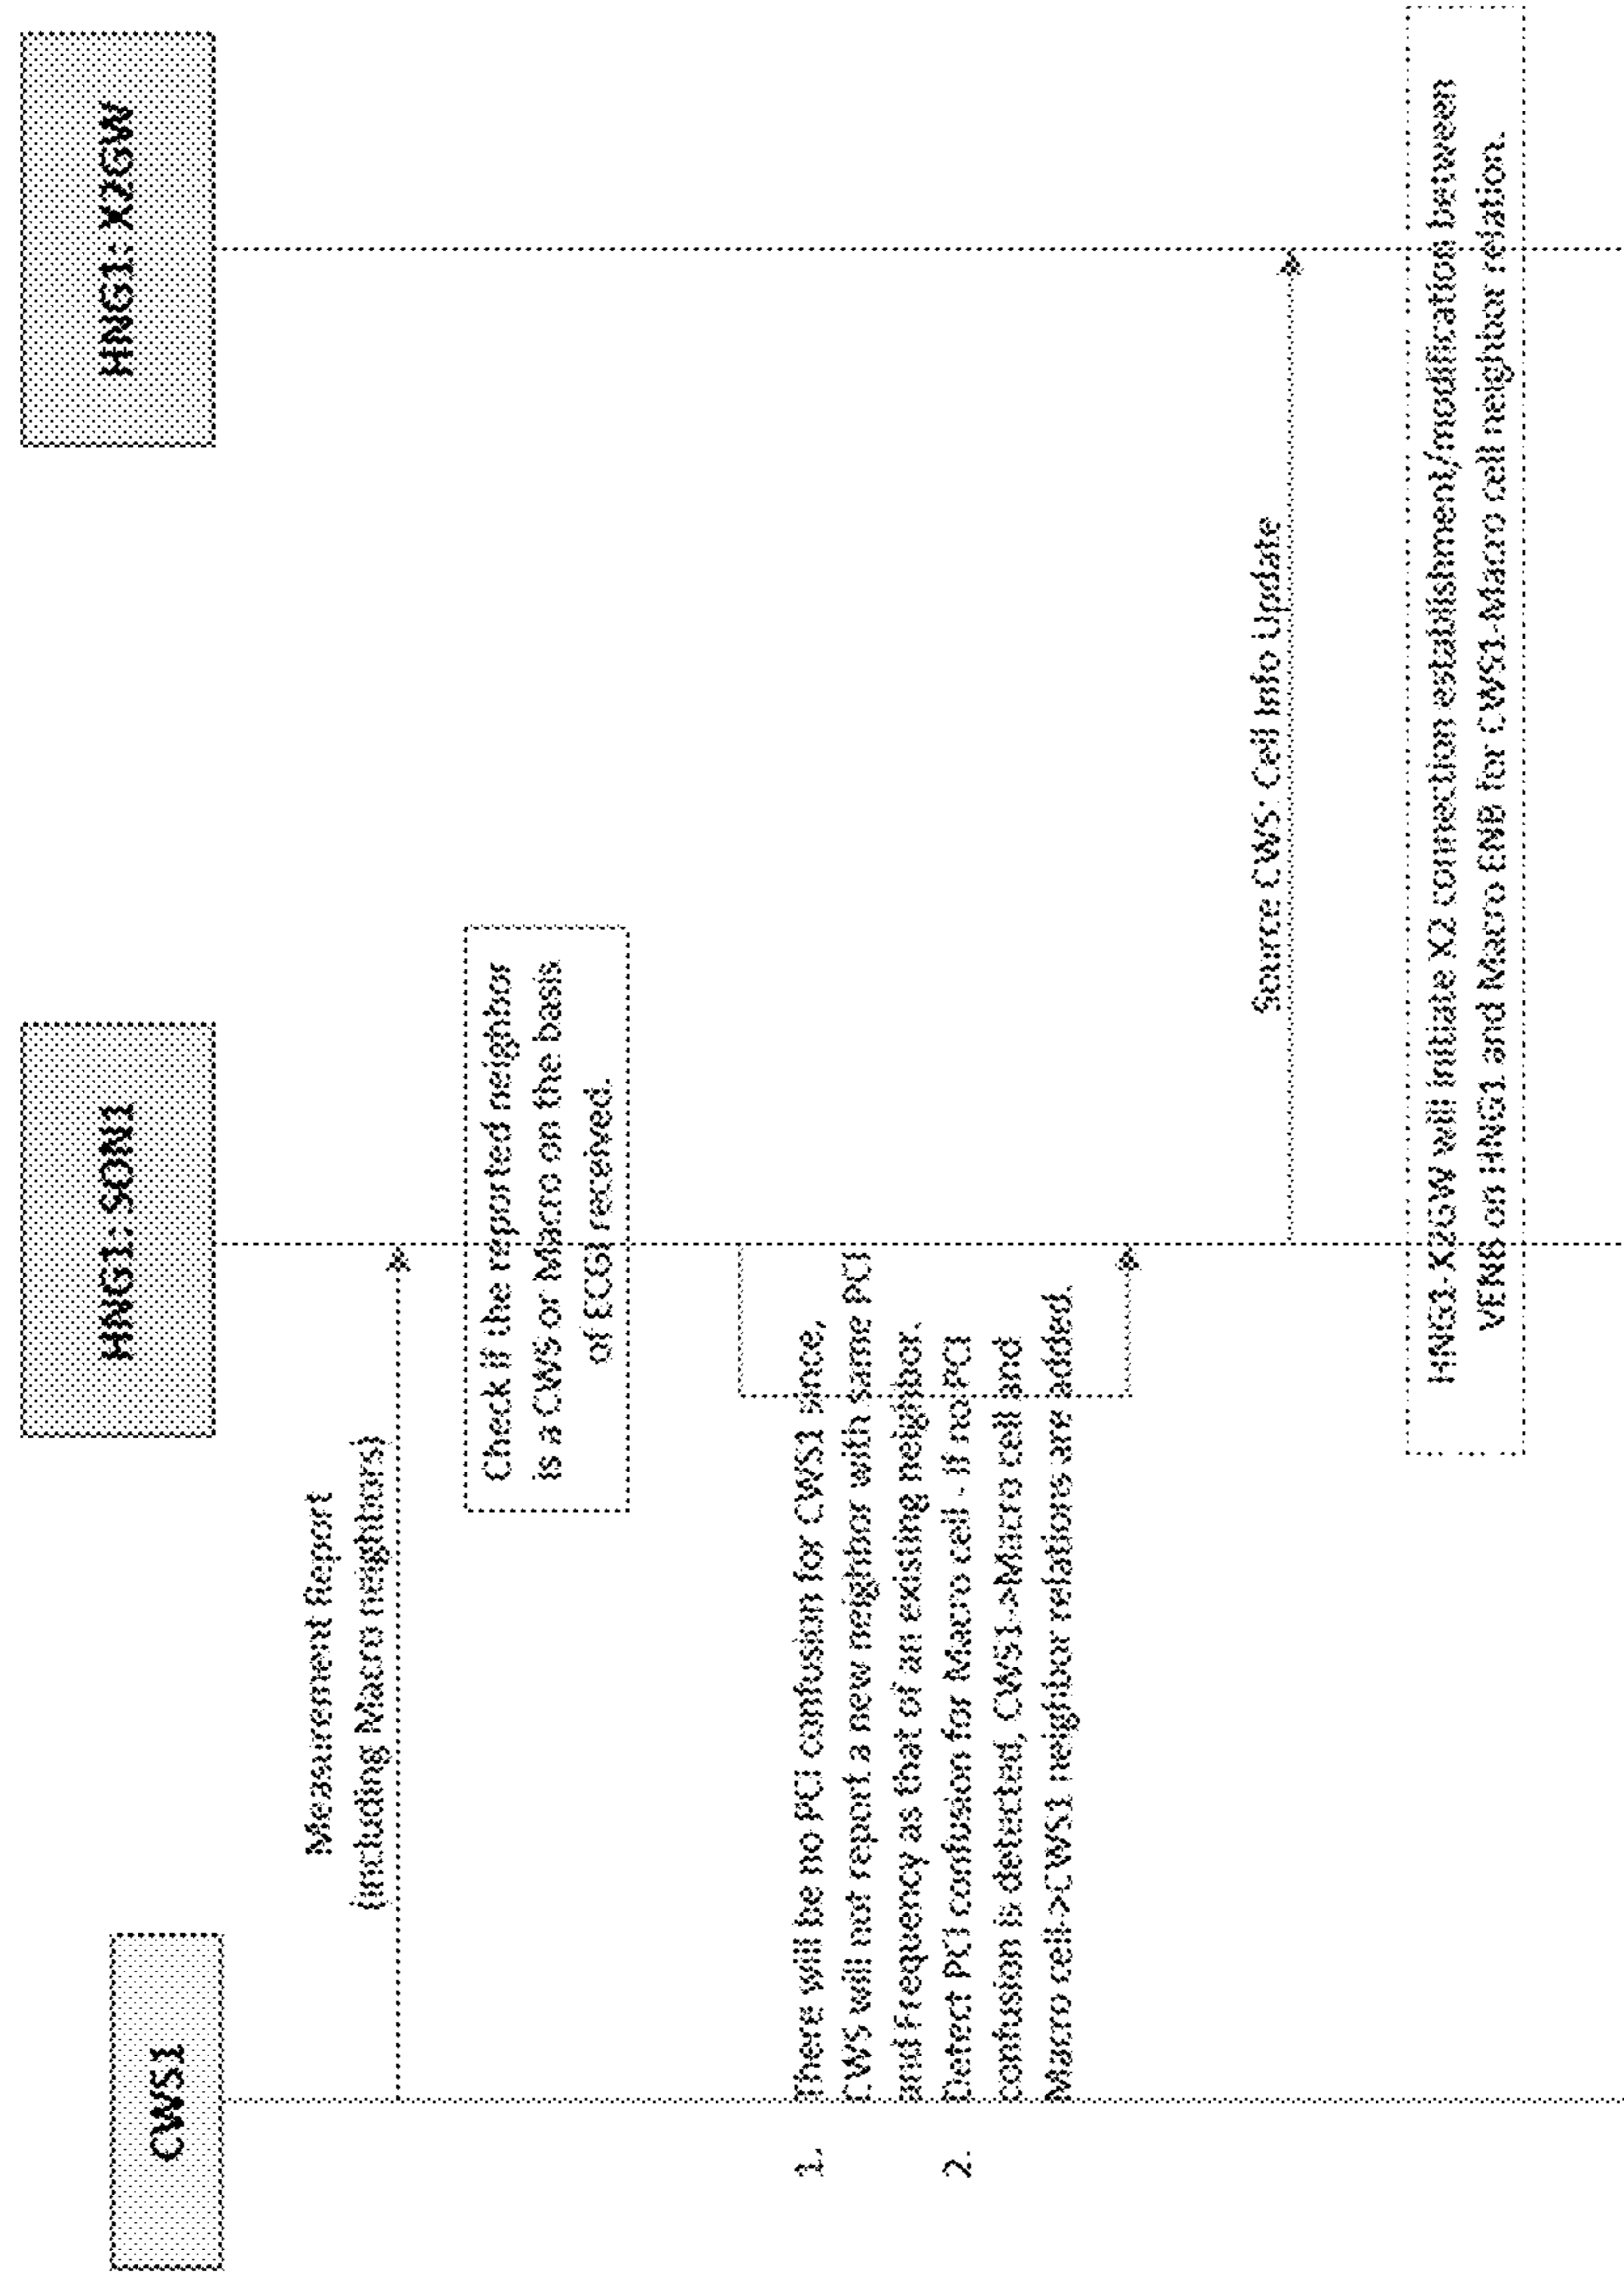 CWS1
HNG1: SON1
HNG1: X2GW
Measurement Report
(including Macro neighbors)
Check if the reported neighbor
is a CWS or Macro on the basis
of ECGI received.
1. There will be no PCI confusion for CWS1 since,
CWS will not report a new neighbor with same PCI
and Frequency as that of an existing neighbor.
2. Detect PCI confusion for Macro cell - if no PCI
confusion is detected, CWS1->Macro cell and
Macro cell->CWS1 neighbor relations are added.
Source CWS: Cell Info Update
HNG1-X2GW will initiate X2 connection establishment/modification between
VENB on HNG1 and Macro ENB for CWS1-Macro cell neighbor relation.